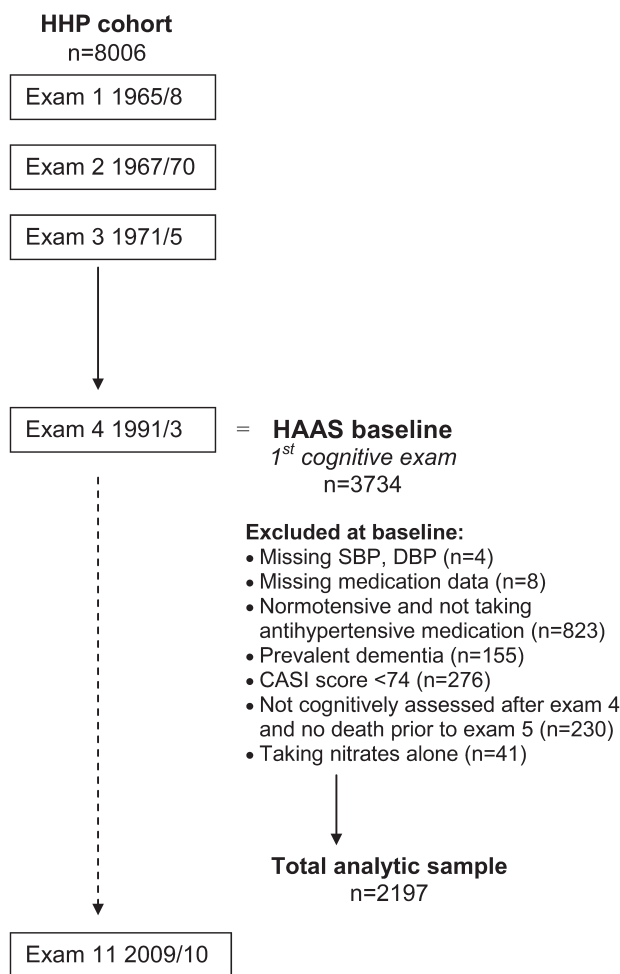 HHP cohort
n=8006
Exam 1 1965/8
Exam 2 1967/70
Exam 3 1971/5
Exam 4 1991/3
= HAAS baseline
1st cognitive exam
n=3734
Excluded at baseline:
• Missing SBP, DBP (n=4)
• Missing medication data (n=8)
• Normotensive and not taking
antihypertensive medication (n=823)
• Prevalent dementia (n=155)
• CASI score <74 (n=276)
• Not cognitively assessed after exam 4
and no death prior to exam 5 (n=230)
• Taking nitrates alone (n=41)
Total analytic sample
n=2197
Exam 11 2009/10